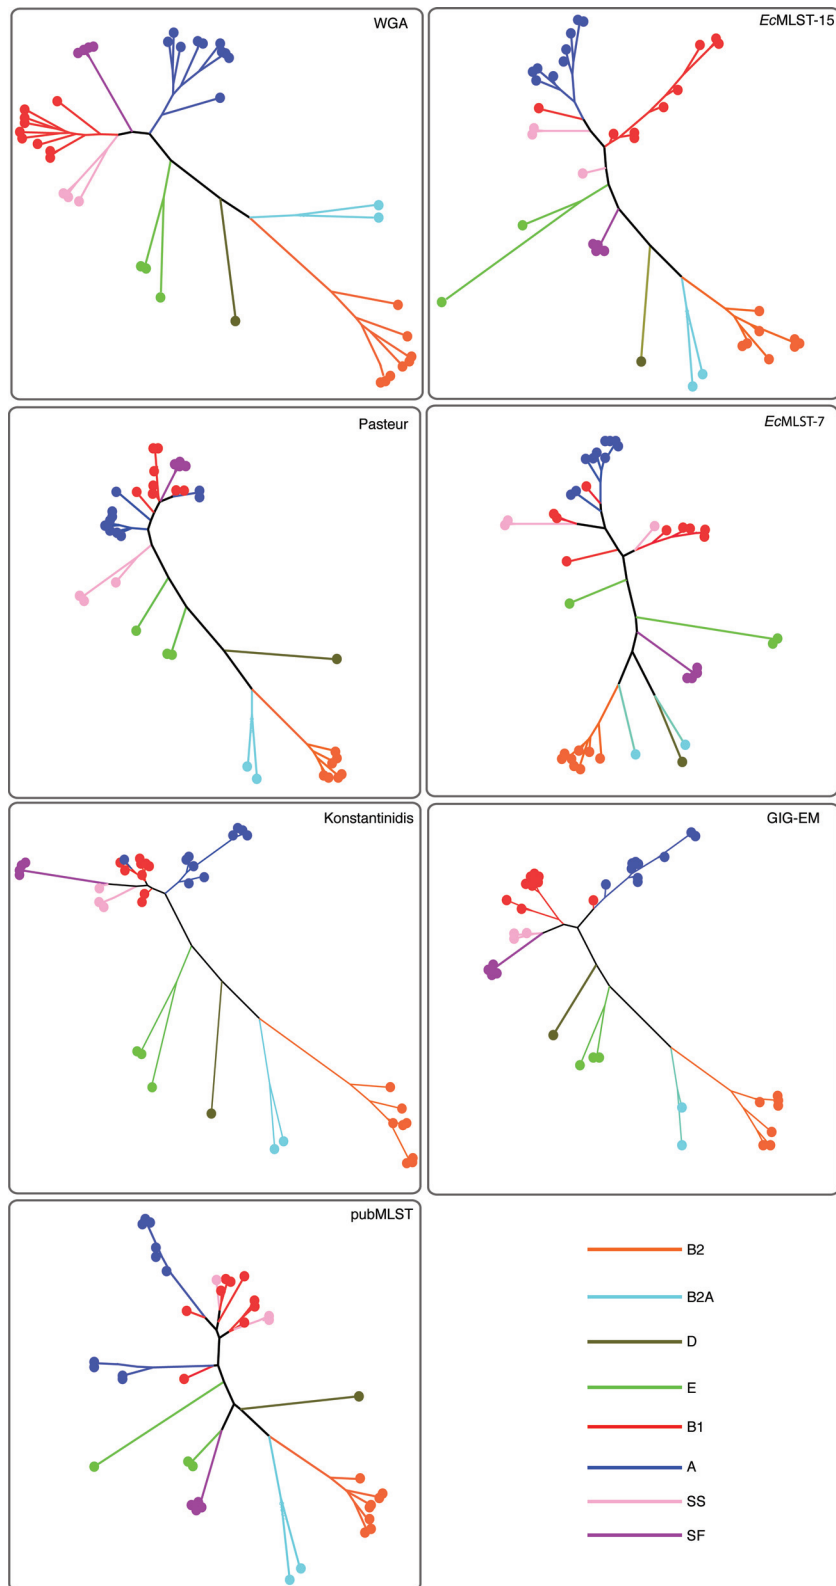 WGA
EcMLST-15
Pasteur
EcMLST-7
Konstantinidis
GIG-EM
pubMLST
B2
B2A
D
E
B1
A
SS
SF